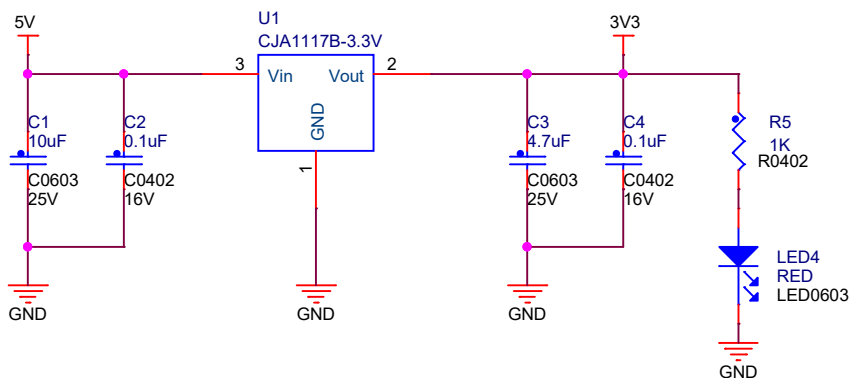 5V
U1
CJA1117B-3.3V
3V3
3
Vin
Vout
2
GND
1
C1
10uF
C0603
25V
C2
0.1uF
C0402
16V
C3
4.7uF
C0603
25V
C4
0.1uF
C0402
16V
R5
1K
R0402
LED4
RED
LED0603
GND
GND
GND
GND